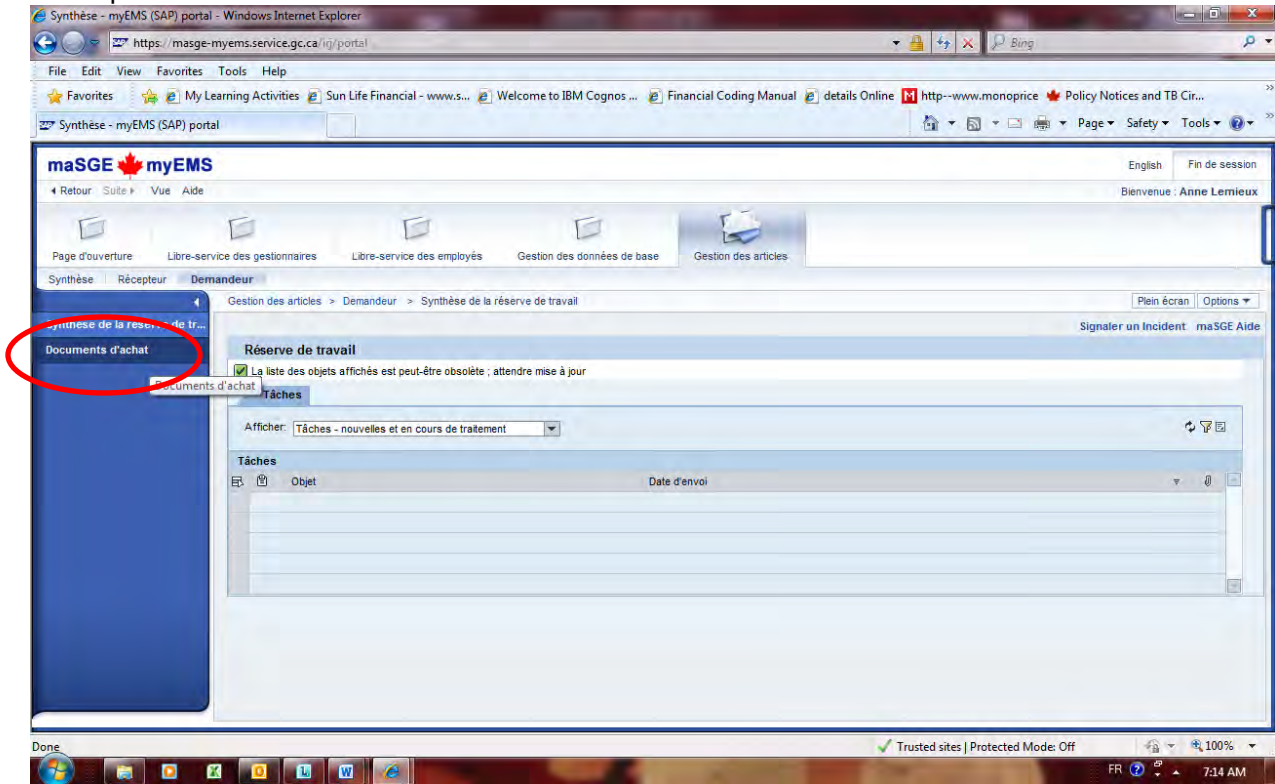 Synthèse - myEMS (SAP) portal - Windows Internet Explorer
https://masge-myems.service.gc.ca/irj/portal
Bing
File Edit View Favorites Tools Help
Favorites My Learning Activities Sun Life Financial - www.s... Welcome to IBM Cognos ... Financial Coding Manual details Online http--www.monoprice Policy Notices and TB Cir...
Synthèse - myEMS (SAP) portal
Page Safety Tools
maSGE myEMS
English Fin de session
Retour Suite Vue Aide
Bienvenue : Anne Lemieux
Page d'ouverture Libre-service des gestionnaires Libre-service des employés Gestion des données de base Gestion des articles
Synthèse Récepteur Demandeur
Gestion des articles > Demandeur > Synthèse de la réserve de travail
Plein écran Options
Synthèse de la réserve de tr...
Signaler un Incident maSGE Aide
Documents d'achat
Réserve de travail
La liste des objets affichés est peut-être obsolète ; attendre mise à jour
Documents d'achat
Tâches
Afficher: Tâches - nouvelles et en cours de traitement
Tâches
Objet Date d'envoi
Done
Trusted sites | Protected Mode: Off
100%
FR
7:14 AM